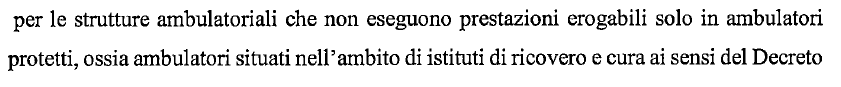 per le strutture ambulatoriali che non eseguono prestazioni erogabili solo in ambulatori
protetti, ossia ambulatori situati nell'ambito di istituti di ricovero e cura ai sensi del Decreto